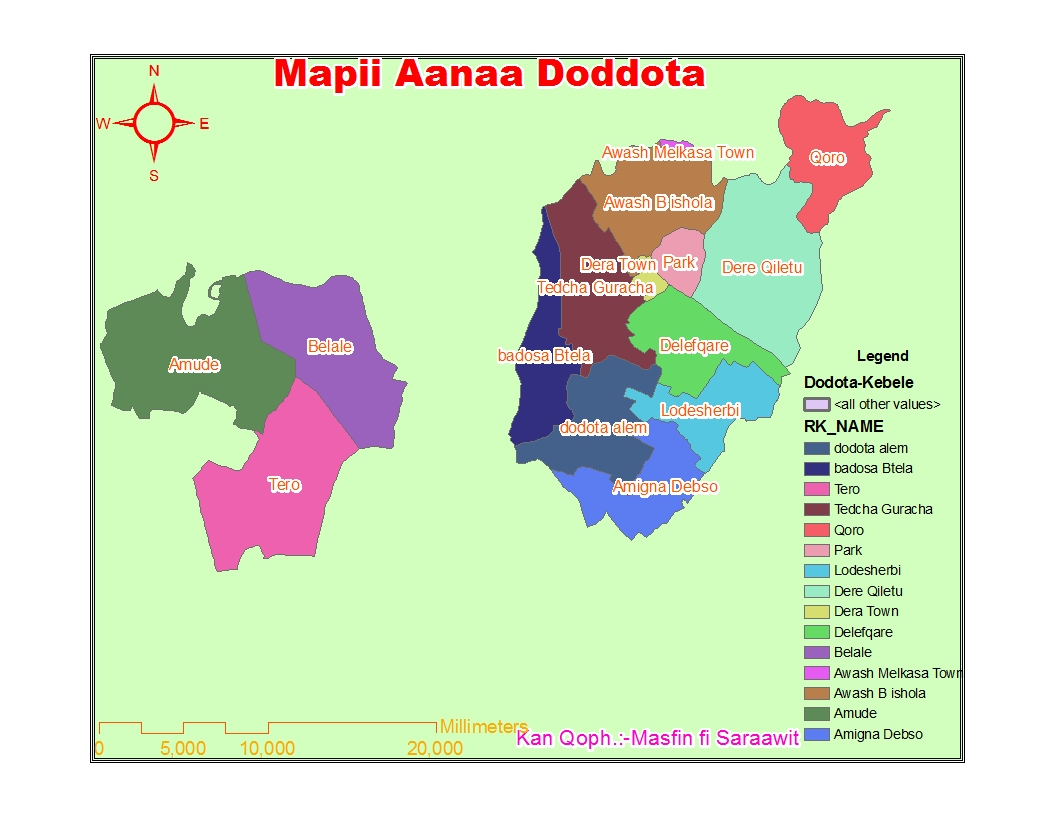 Mapii Aanaa Doddota
N
W
E
S
Qoro
Awash Melkasa Town
Awash B ishola
Dera Town
Park
Dere Qiletu
Tedcha Guracha
Delefqare
badosa Btela
Lodesherbi
dodota alem
Amigna Debso
Belale
Amude
Tero
Legend
Dodota-Kebele
<all other values>
RK_NAME
dodota alem
badosa Btela
Tero
Tedcha Guracha
Qoro
Park
Lodesherbi
Dere Qiletu
Dera Town
Delefqare
Belale
Awash Melkasa Town
Awash B ishola
Amude
Amigna Debso
Millimeters
0 5,000 10,000 20,000
Kan Qoph.:-Masfin fi Saraawit